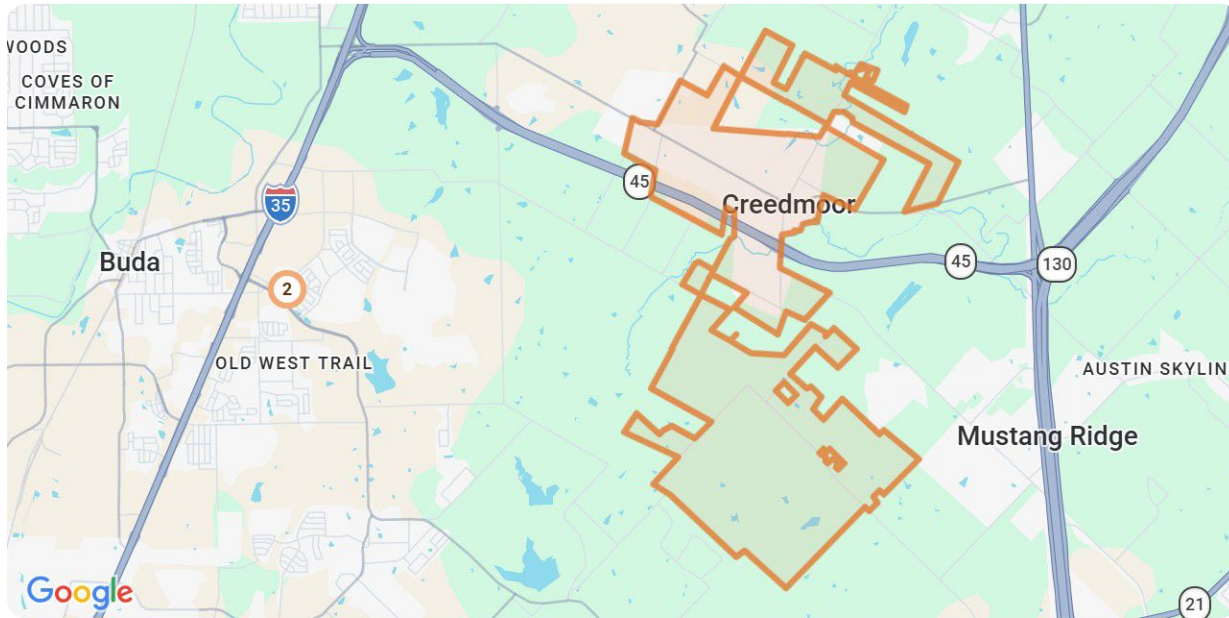 WOODS
COVES OF
CIMMARON
35
45
Creedmoor
Buda
2
45
130
OLD WEST TRAIL
AUSTIN SKYLIN
Mustang Ridge
Google
21